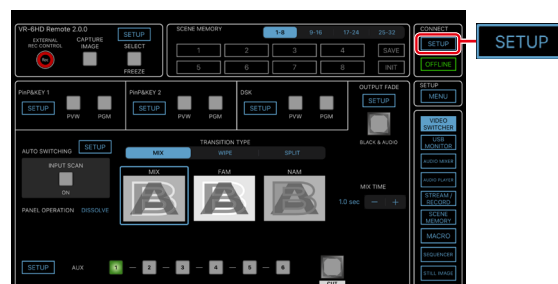 VR-6HD Remote 2.0.0
SETUP
EXTERNAL
REC CONTROL
CAPTURE
IMAGE
SELECT
Rec
FREEZE
SCENE MEMORY
1-8 9-16 17-24 25-32
1 2 3 4 SAVE
5 6 7 8 INIT
CONNECT
SETUP
OFFLINE
SETUP
PinP&KEY 1
SETUP
PVW PGM
PinP&KEY 2
SETUP
PVW PGM
DSK
SETUP
PVW PGM
OUTPUT FADE
SETUP
BLACK & AUDIO
SETUP
MENU
AUTO SWITCHING SETUP
INPUT SCAN
ON
PANEL OPERATION DISSOLVE
TRANSITION TYPE
MIX WIPE SPLIT
MIX FAM NAM
MIX TIME
1.0 sec − +
VIDEO
SWITCHER
USB
MONITOR
AUDIO MIXER
AUDIO PLAYER
STREAM /
RECORD
SCENE
MEMORY
MACRO
SEQUENCER
STILL IMAGE
SETUP AUX 1 2 3 4 5 6
CUT